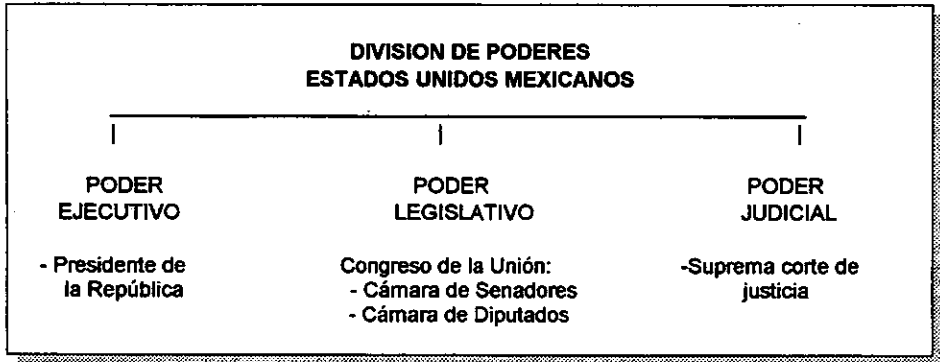 DIVISION DE PODERES
ESTADOS UNIDOS MEXICANOS
PODER
EJECUTIVO
- Presidente de
la República
PODER
LEGISLATIVO
Congreso de la Unión:
- Cámara de Senadores
- Cámara de Diputados
PODER
JUDICIAL
-Suprema corte de
justicia